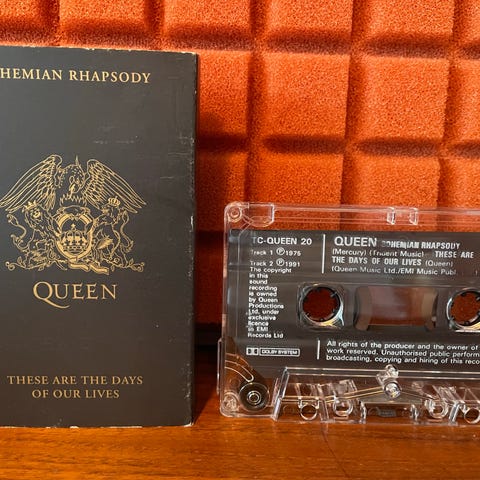 HEMIAN RHAPSODY
QUEEN
THESE ARE THE DAYS
OF OUR LIVES
TC-QUEEN 20
Track 1 Ⓟ1975
Track 2 Ⓟ1991
The copyright
in this
sound
recording
is owned
by Queen
Productions
Ltd. under
exclusive
licence
to EMI
Records Ltd
DOLBY SYSTEM
QUEEN BOHEMIAN RHAPSODY
(Mercury) (Trident Music) THESE ARE
THE DAYS OF OUR LIVES (Queen)
(Queen Music Ltd./EMI Music Publ
All rights of the producer and the owner of
work reserved. Unauthorised public perform
broadcasting, copying and hiring of this reco